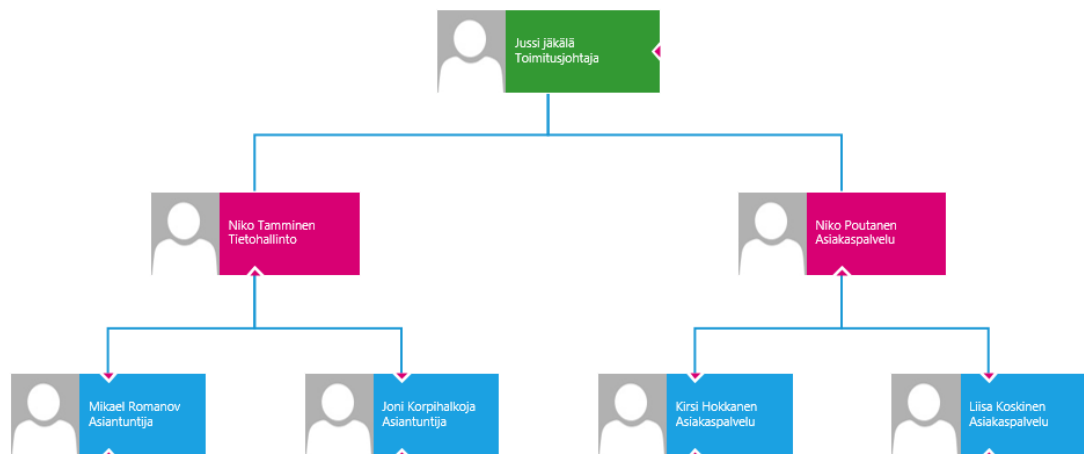 Jussi jäkälä
Toimitusjohtaja
Niko Tamminen
Tietohallinto
Niko Poutanen
Asiakaspalvelu
Mikael Romanov
Asiantuntija
Joni Korpihalkoja
Asiantuntija
Kirsi Hokkanen
Asiakaspalvelu
Liisa Koskinen
Asiakaspalvelu